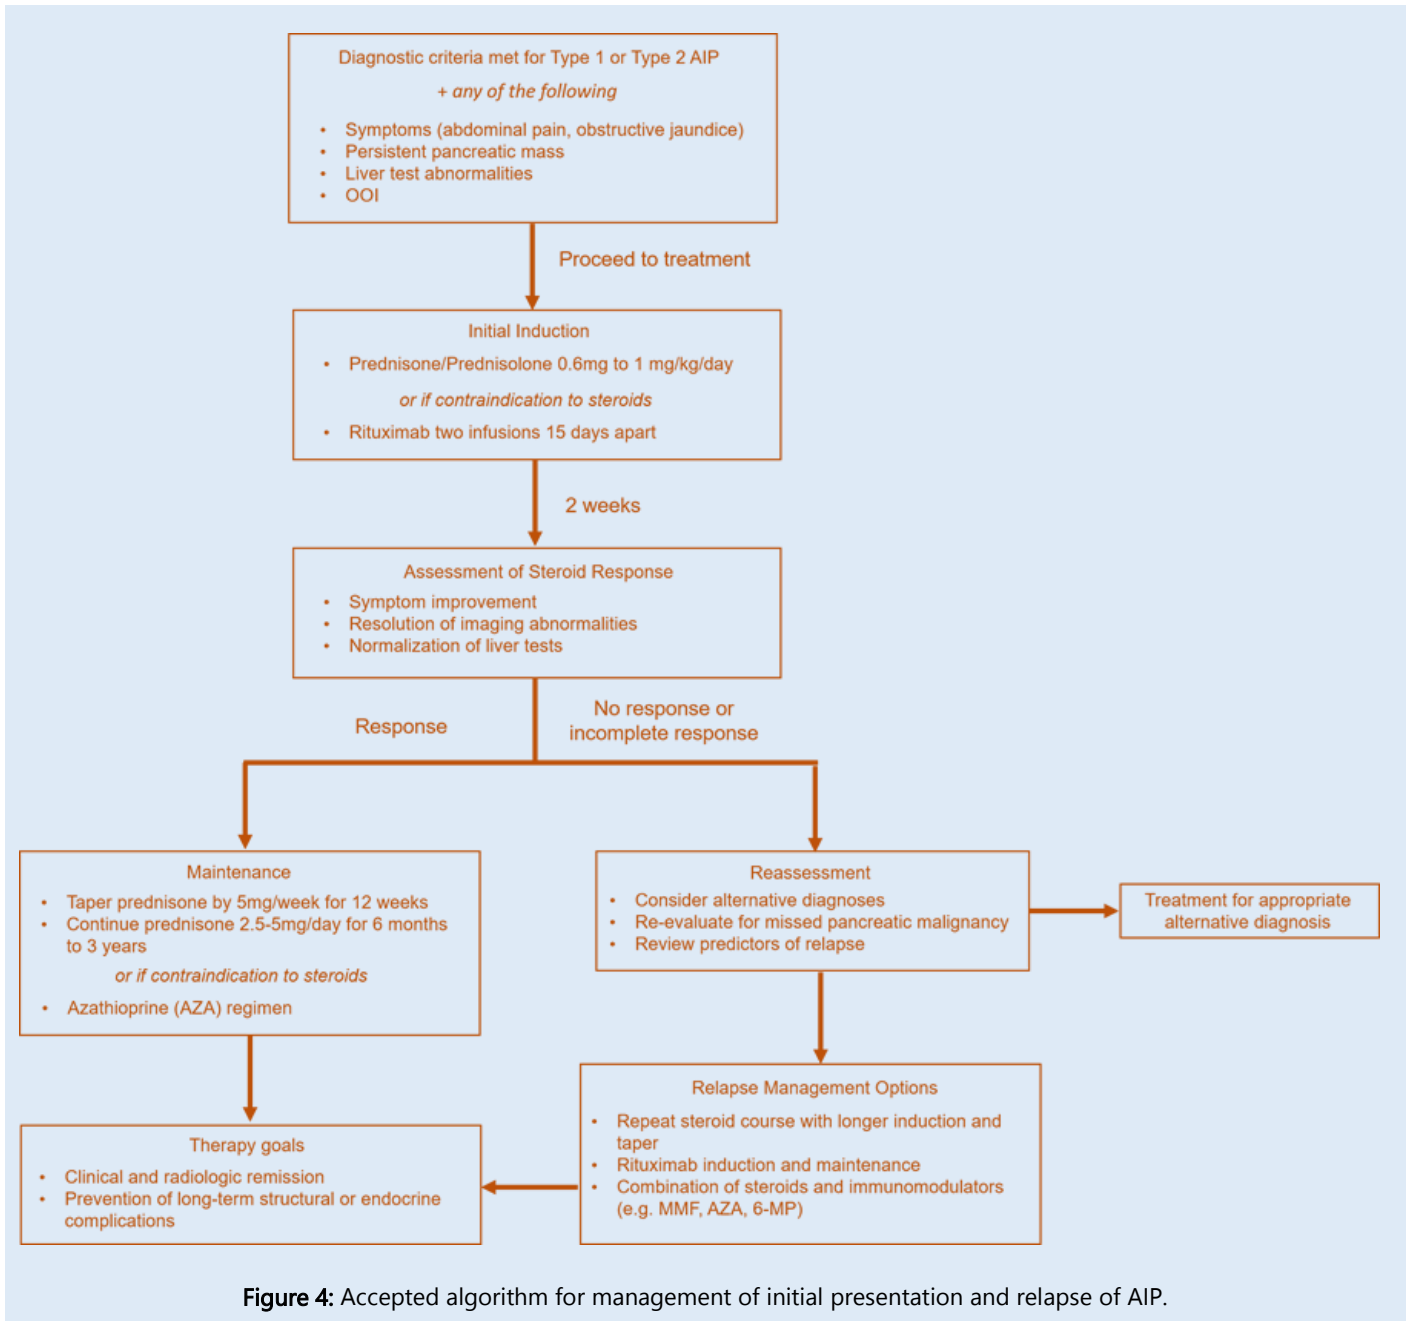 Diagnostic criteria met for Type 1 or Type 2 AIP
+ any of the following
• Symptoms (abdominal pain, obstructive jaundice)
• Persistent pancreatic mass
• Liver test abnormalities
• OOI
Proceed to treatment
Initial Induction
• Prednisone/Prednisolone 0.6mg to 1 mg/kg/day
or if contraindication to steroids
• Rituximab two infusions 15 days apart
2 weeks
Assessment of Steroid Response
• Symptom improvement
• Resolution of imaging abnormalities
• Normalization of liver tests
Response
No response or
incomplete response
Maintenance
• Taper prednisone by 5mg/week for 12 weeks
• Continue prednisone 2.5-5mg/day for 6 months
to 3 years
or if contraindication to steroids
• Azathioprine (AZA) regimen
Reassessment
• Consider alternative diagnoses
• Re-evaluate for missed pancreatic malignancy
• Review predictors of relapse
Treatment for appropriate
alternative diagnosis
Relapse Management Options
• Repeat steroid course with longer induction and
taper
• Rituximab induction and maintenance
• Combination of steroids and immunomodulators
(e.g. MMF, AZA, 6-MP)
Therapy goals
• Clinical and radiologic remission
• Prevention of long-term structural or endocrine
complications
Figure 4: Accepted algorithm for management of initial presentation and relapse of AIP.